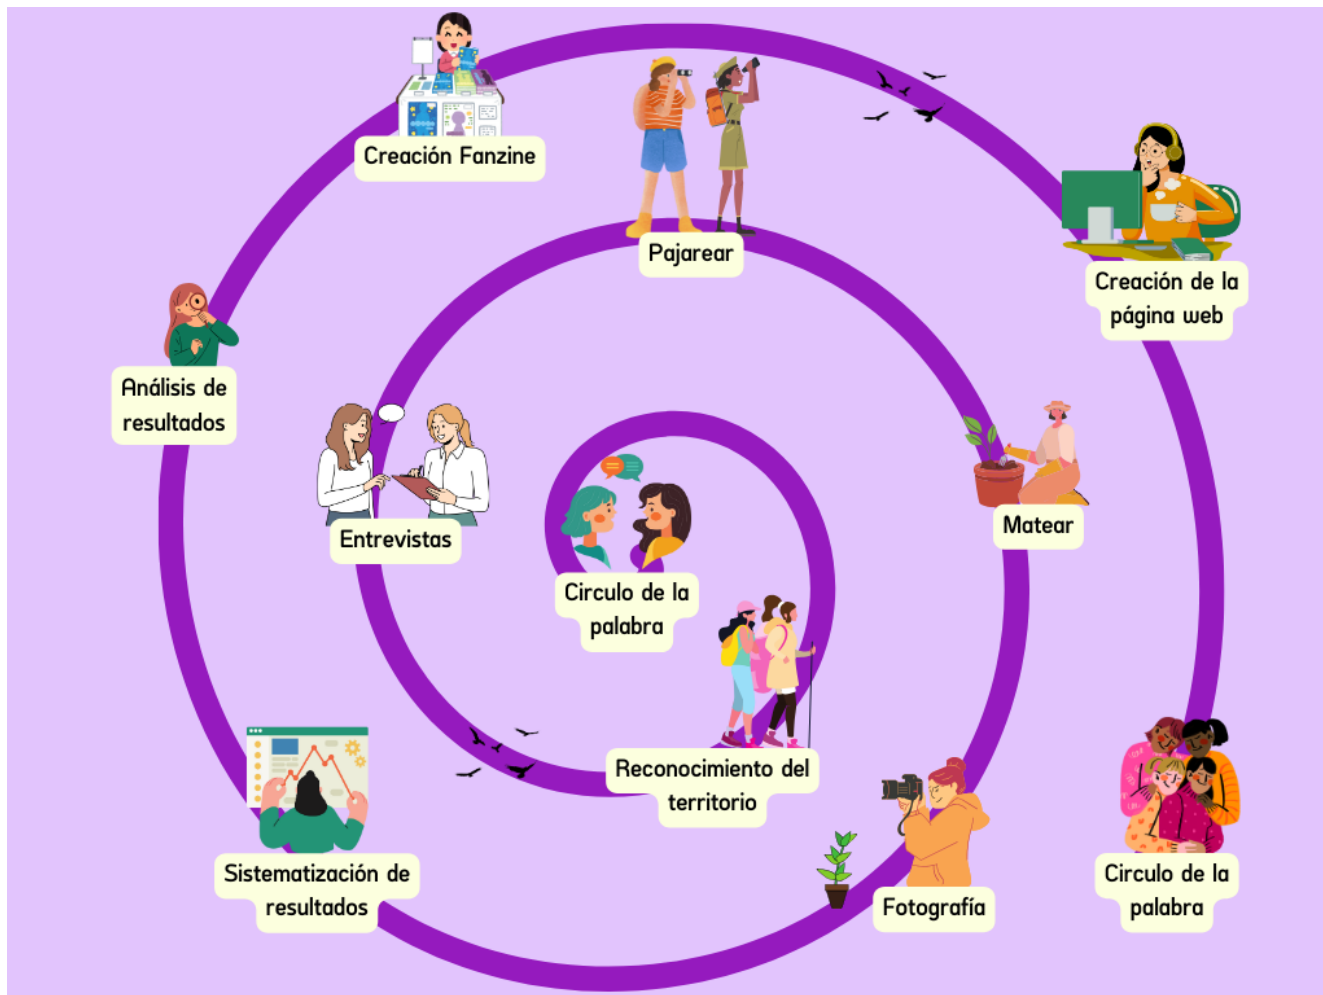 Creación Fanzine
Pajarear
Creación de la
página web
Análisis de
resultados
Entrevistas
Matear
Circulo de la
palabra
Reconocimiento del
territorio
Sistematización de
resultados
Fotografía
Circulo de la
palabra